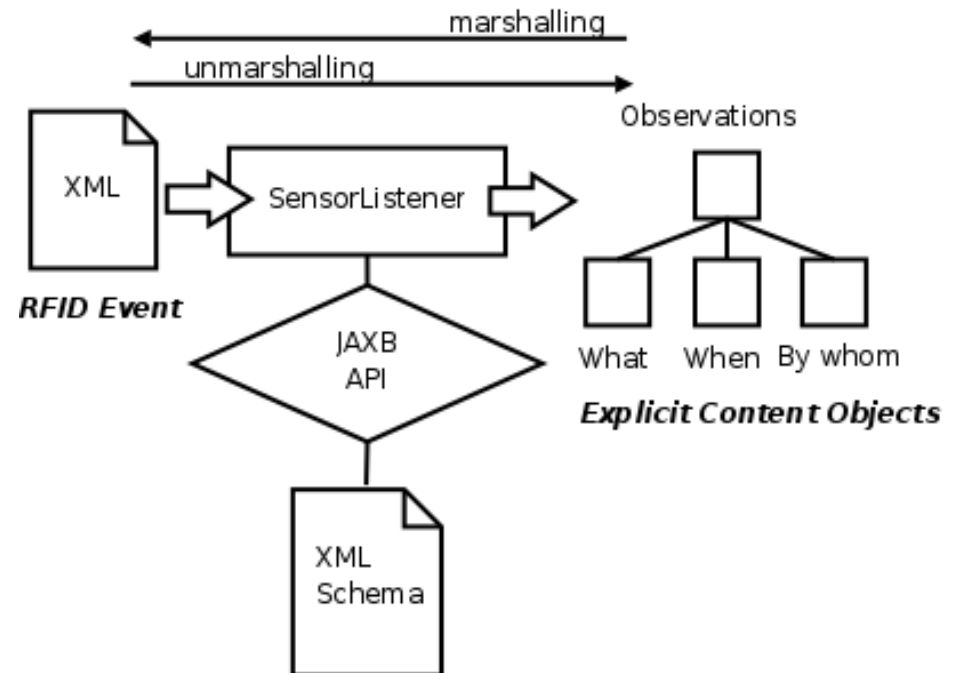 marshalling
unmarshalling
Observations
XML
SensorListener
RFID Event
JAXB
API
What When By whom
Explicit Content Objects
XML
Schema